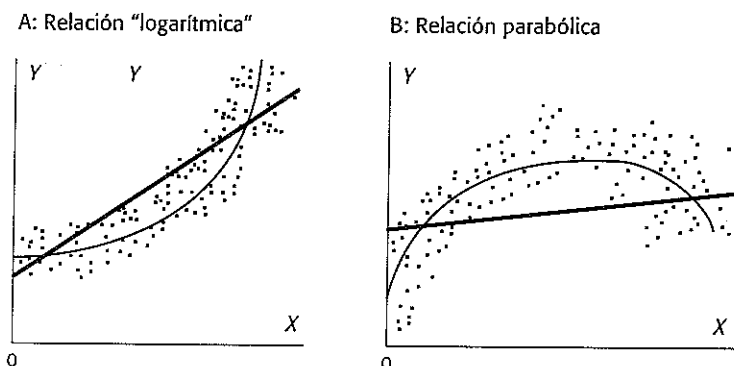 A: Relación “logarítmica“
Y Y
X
0
B: Relación parabólica
Y
X
0